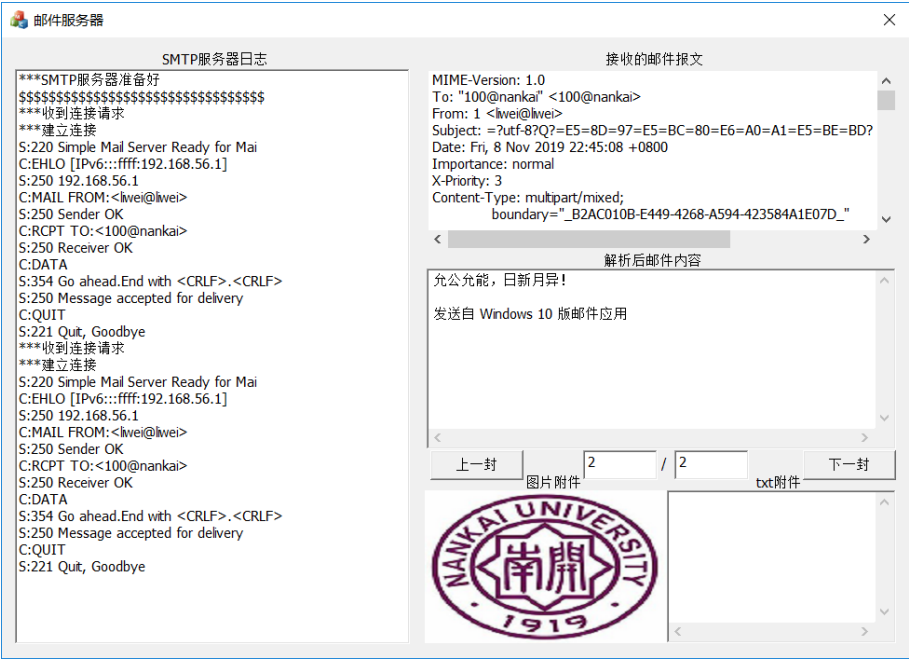 邮件服务器
SMTP服务器日志
***SMTP服务器准备好
$$$$$$$$$$$$$$$$$$$$$$$$$$$$$$$$$
***收到连接请求
***建立连接
S:220 Simple Mail Server Ready for Mai
C:EHLO [IPv6:::ffff:192.168.56.1]
S:250 192.168.56.1
C:MAIL FROM:<liwei@liwei>
S:250 Sender OK
C:RCPT TO:<100@nankai>
S:250 Receiver OK
C:DATA
S:354 Go ahead.End with <CRLF>.<CRLF>
S:250 Message accepted for delivery
C:QUIT
S:221 Quit, Goodbye
***收到连接请求
***建立连接
S:220 Simple Mail Server Ready for Mai
C:EHLO [IPv6:::ffff:192.168.56.1]
S:250 192.168.56.1
C:MAIL FROM:<liwei@liwei>
S:250 Sender OK
C:RCPT TO:<100@nankai>
S:250 Receiver OK
C:DATA
S:354 Go ahead.End with <CRLF>.<CRLF>
S:250 Message accepted for delivery
C:QUIT
S:221 Quit, Goodbye
接收的邮件报文
MIME-Version: 1.0
To: "100@nankai" <100@nankai>
From: 1 <liwei@liwei>
Subject: =?utf-8?Q?=E5=8D=97=E5=BC=80=E6=A0=A1=E5=BE=BD?
Date: Fri, 8 Nov 2019 22:45:08 +0800
Importance: normal
X-Priority: 3
Content-Type: multipart/mixed;
boundary="_B2AC010B-E449-4268-A594-423584A1E07D_"
解析后邮件内容
允公允能，日新月异！
发送自 Windows 10 版邮件应用
上一封
2 / 2
下一封
图片附件
txt附件
NANKAI UNIVERSITY
南開
1919